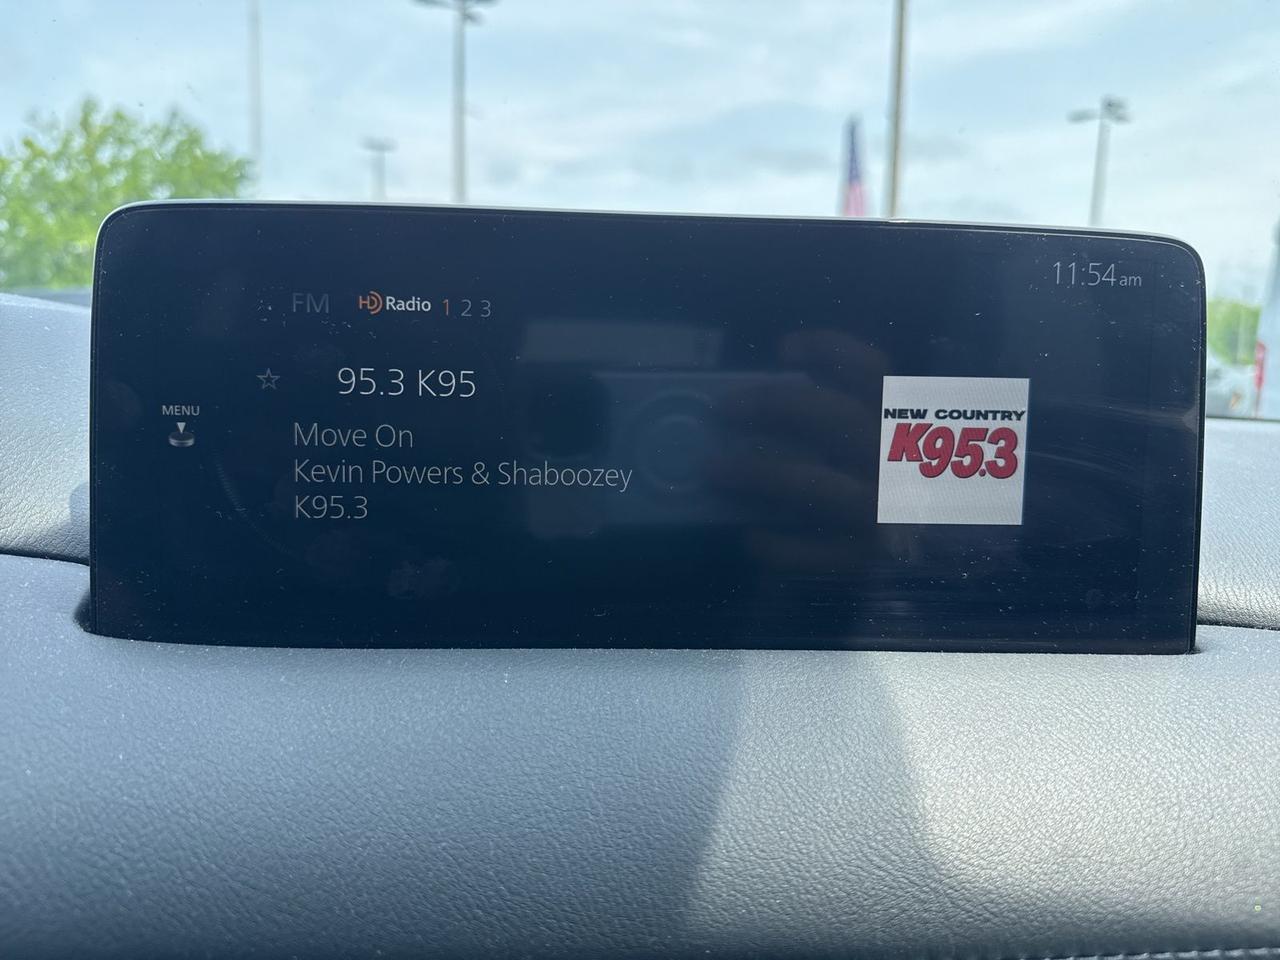 11:54am
FM HD Radio 1 2 3
95.3 K95
MENU
Move On
Kevin Powers & Shaboozey
K95.3
NEW COUNTRY
K95.3